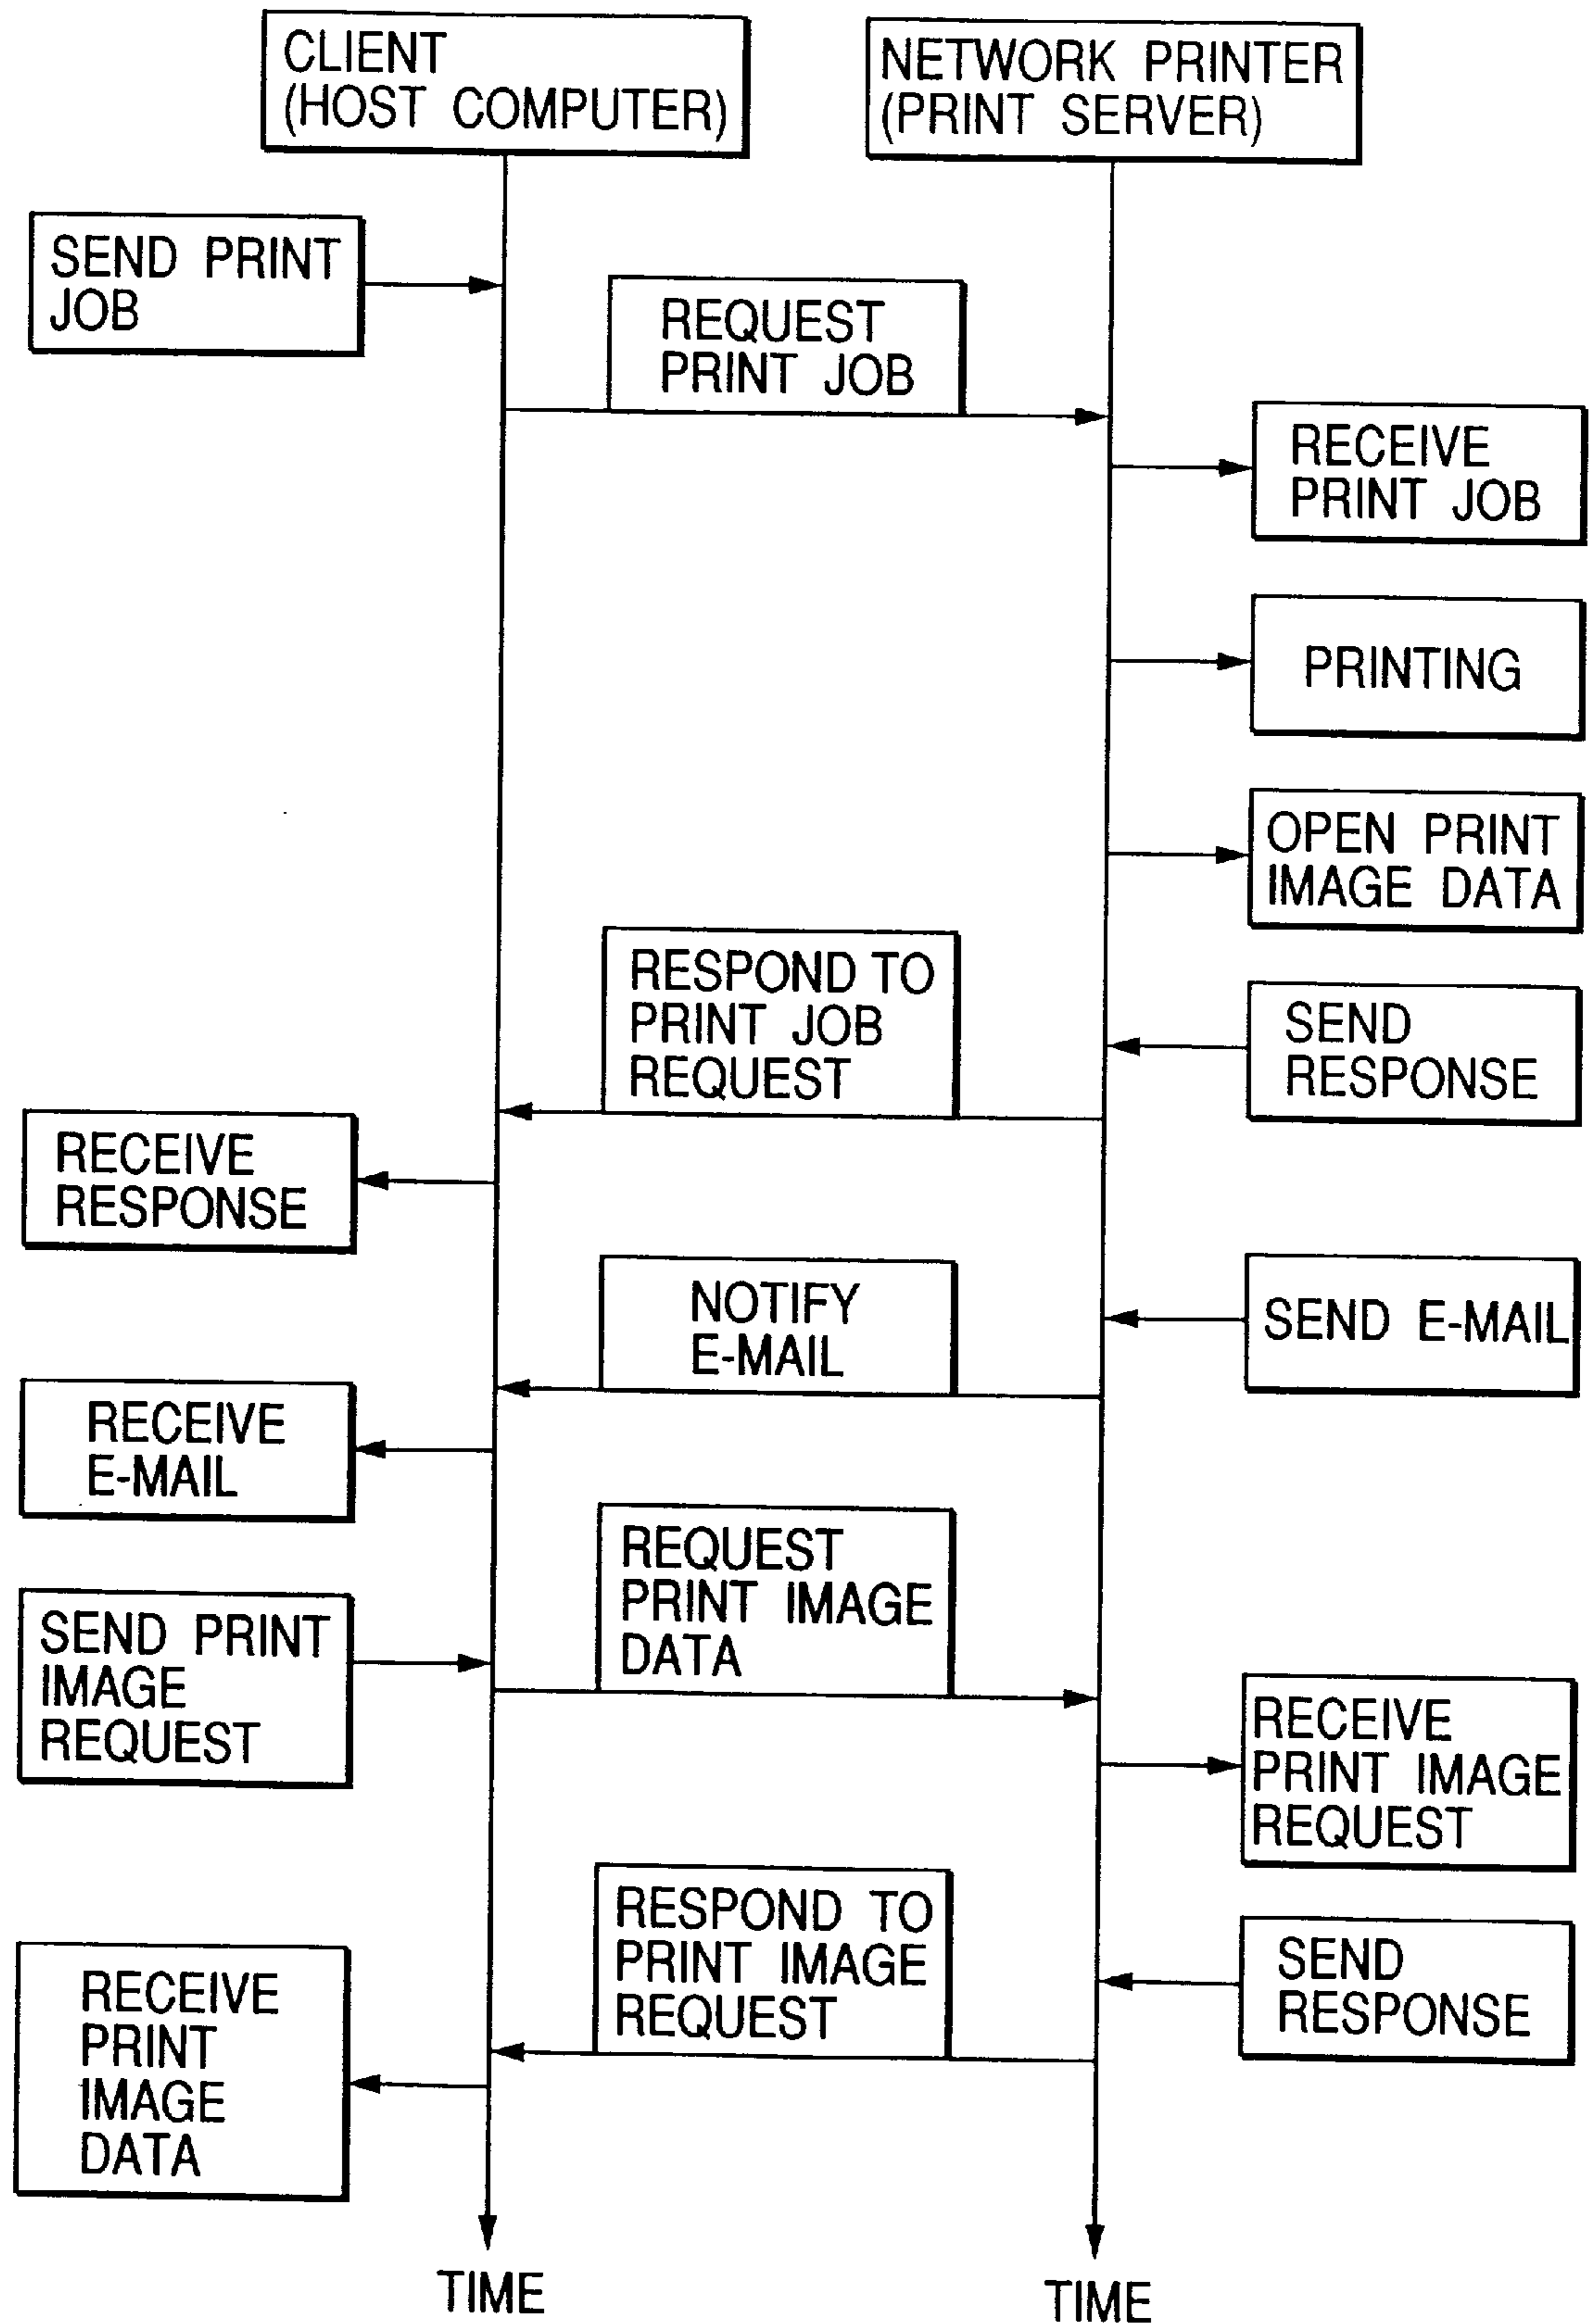 CLIENT
(HOST COMPUTER)
NETWORK PRINTER
(PRINT SERVER)
SEND PRINT
JOB
REQUEST
PRINT JOB
RECEIVE
PRINT JOB
PRINTING
OPEN PRINT
IMAGE DATA
RESPOND TO
PRINT JOB
REQUEST
SEND
RESPONSE
RECEIVE
RESPONSE
NOTIFY
E-MAIL
SEND E-MAIL
RECEIVE
E-MAIL
REQUEST
PRINT IMAGE
DATA
SEND PRINT
IMAGE
REQUEST
RECEIVE
PRINT IMAGE
REQUEST
RESPOND TO
PRINT IMAGE
REQUEST
SEND
RESPONSE
RECEIVE
PRINT
IMAGE
DATA
TIME
TIME